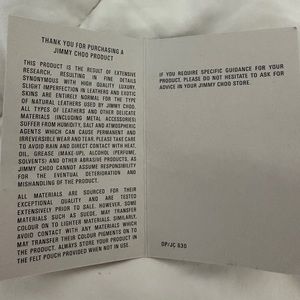 THANK YOU FOR PURCHASING A
JIMMY CHOO PRODUCT
THIS PRODUCT IS THE RESULT OF EXTENSIVE
RESEARCH, RESULTING IN FINE DETAILS
SYNONYMOUS WITH HIGH QUALITY LUXURY.
SLIGHT IMPERFECTION IN LEATHERS AND EXOTIC
SKINS ARE ENTIRELY NORMAL FOR THE TYPE
OF NATURAL LEATHERS USED BY JIMMY CHOO.
ALL TYPES OF LEATHERS AND OTHER DELICATE
MATERIALS (INCLUDING METAL ACCESSORIES)
SUFFER FROM HUMIDITY, SALT AND ATMOSPHERIC
AGENTS WHICH CAN CAUSE PERMANENT AND
IRREVERSIBLE WEAR AND TEAR. PLEASE TAKE CARE
TO AVOID RAIN AND DIRECT CONTACT WITH HEAT,
OIL, GREASE (MAKE-UP), ALCOHOL (PERFUME,
SOLVENTS) AND OTHER ABRASIVE PRODUCTS, AS
JIMMY CHOO CANNOT ASSUME RESPONSIBILITY
FOR THE EVENTUAL DETERIORATION AND
MISHANDLING OF THE PRODUCT.
ALL MATERIALS ARE SOURCED FOR THEIR
EXCEPTIONAL QUALITY AND ARE TESTED
EXTENSIVELY PRIOR TO SALE. HOWEVER, SOME
MATERIALS SUCH AS SUEDE, MAY TRANSFER
COLOUR ON TO LIGHTER MATERIALS. SIMILARLY,
AVOID CONTACT WITH ANY MATERIALS WHICH
MAY TRANSFER THEIR COLOUR PIGMENTS ON TO
THE PRODUCT. ALWAYS STORE YOUR PRODUCT IN
THE FELT POUCH PROVIDED WHEN NOT IN USE.
IF YOU REQUIRE SPECIFIC GUIDANCE FOR YOUR
PRODUCT, PLEASE DO NOT HESITATE TO ASK FOR
ADVICE IN YOUR JIMMY CHOO STORE.
OP/JC 630